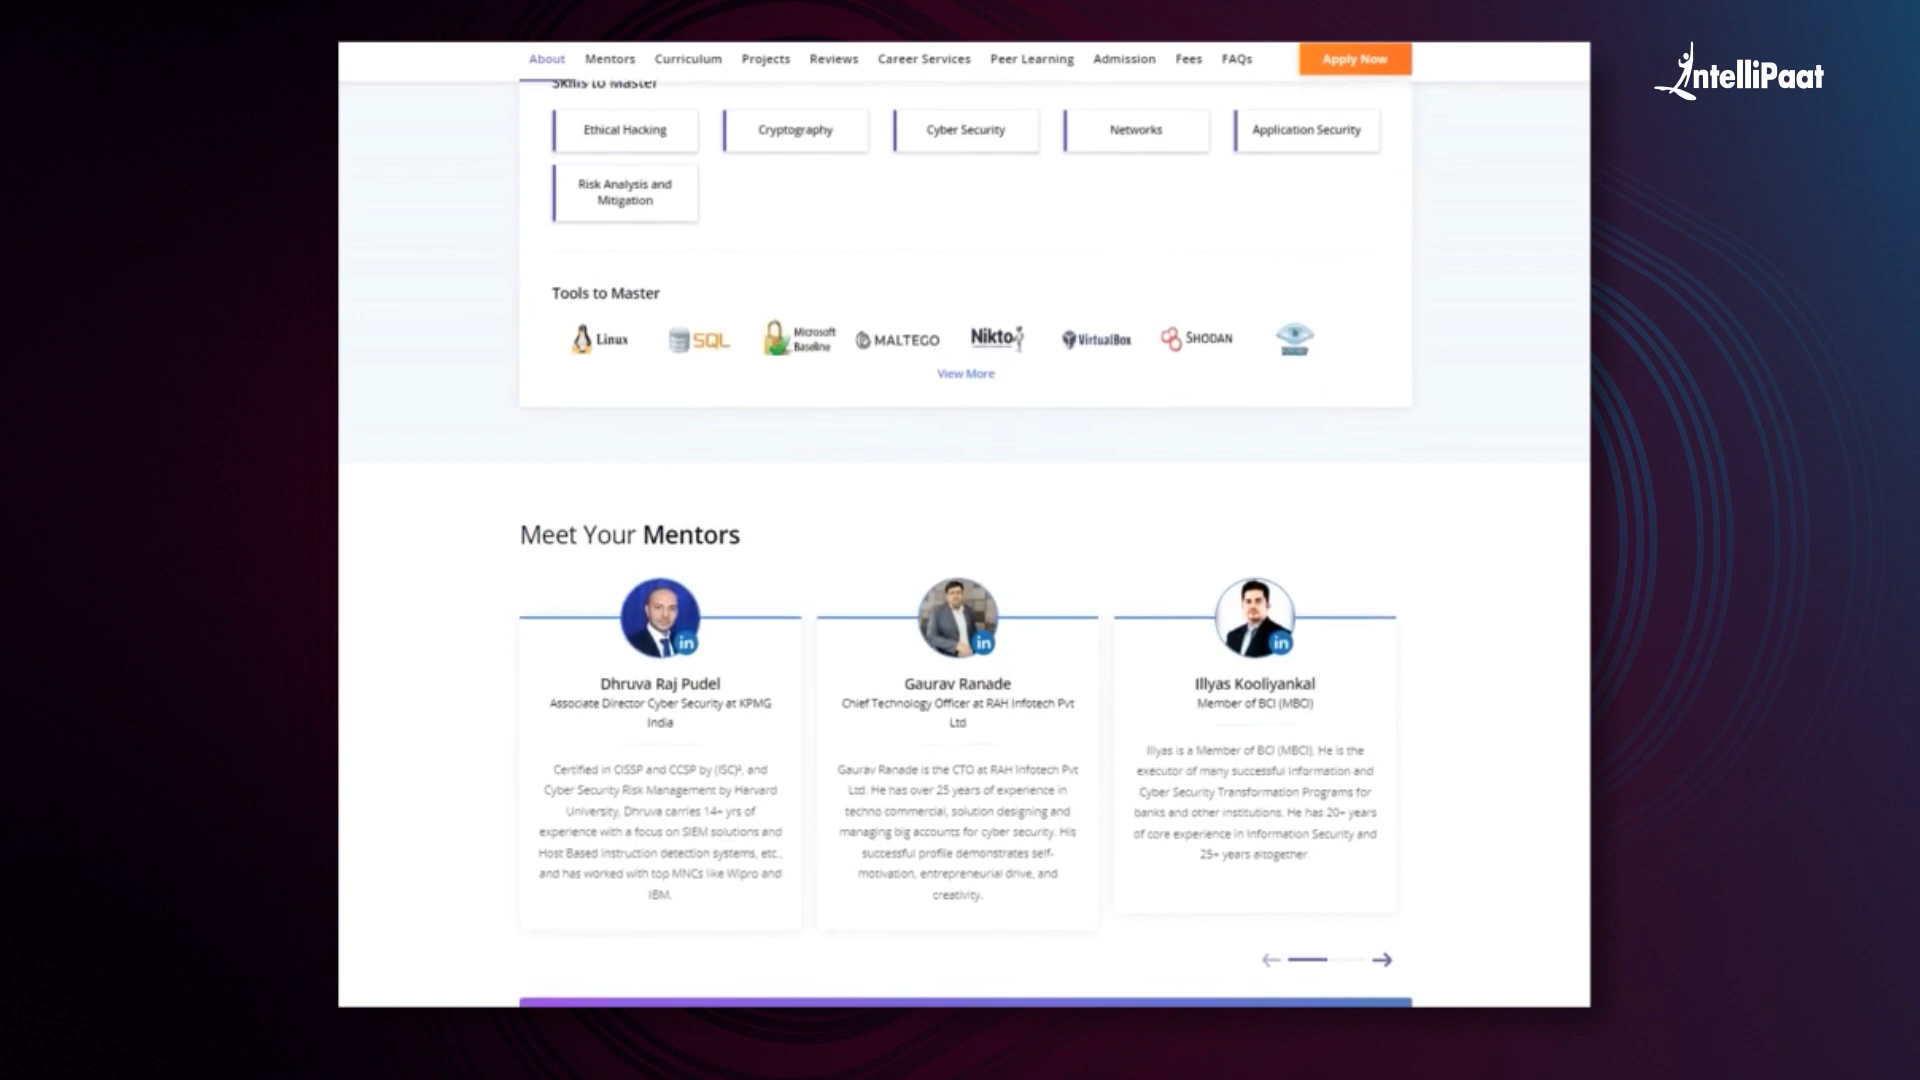 About Mentors Curriculum Projects Reviews Career Services Peer Learning Admission Fees FAQs Apply Now
IntelliPaat
Skills to Master
Ethical Hacking Cryptography Cyber Security Networks Application Security
Risk Analysis and
Mitigation
Tools to Master
Linux SQL Microsoft Baseline MALTEGO Nikto VirtualBox SHODAN
View More
Meet Your Mentors
in in in
Dhruva Raj Pudel
Associate Director Cyber Security at KPMG
India
Certified in CISSP and CCSP by (ISC)², and
Cyber Security Risk Management by Harvard
University, Dhruva carries 14+ yrs of
experience with a focus on SIEM solutions and
Host Based instruction detection systems, etc.,
and has worked with top MNCs like Wipro and
IBM.
Gaurav Ranade
Chief Technology Officer at RAH Infotech Pvt
Ltd
Gaurav Ranade is the CTO at RAH Infotech Pvt
Ltd. He has over 25 years of experience in
techno commercial, solution designing and
managing big accounts for cyber security. His
successful profile demonstrates self-
motivation, entrepreneurial drive, and
creativity.
Illyas Kooliyankal
Member of BCI (MBCI)
Illyas is a Member of BCI (MBCI). He is the
executor of many successful Information and
Cyber Security Transformation Programs for
banks and other institutions. He has 20+ years
of core experience in Information Security and
25+ years altogether.